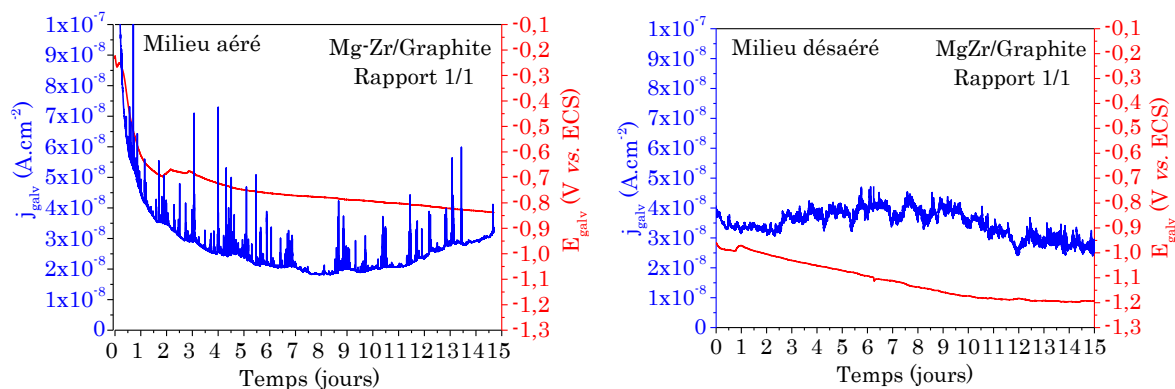 Milieu aéré
Mg-Zr/Graphite
Rapport 1/1
1x10-7
9x10-8
8x10-8
7x10-8
6x10-8
5x10-8
4x10-8
3x10-8
2x10-8
1x10-8
0
jgalv (A.cm-2)
-0,1
-0,2
-0,3
-0,4
-0,5
-0,6
-0,7
-0,8
-0,9
-1,0
-1,1
-1,2
-1,3
Egalv (V vs. ECS)
0 1 2 3 4 5 6 7 8 9 10 11 12 13 14 15
Temps (jours)
Milieu désaéré
MgZr/Graphite
Rapport 1/1
1x10-7
9x10-8
8x10-8
7x10-8
6x10-8
5x10-8
4x10-8
3x10-8
2x10-8
1x10-8
0
jgalv (A.cm-2)
-0,1
-0,2
-0,3
-0,4
-0,5
-0,6
-0,7
-0,8
-0,9
-1,0
-1,1
-1,2
-1,3
Egalv (V vs. ECS)
0 1 2 3 4 5 6 7 8 9 10 11 12 13 14 15
Temps (jours)